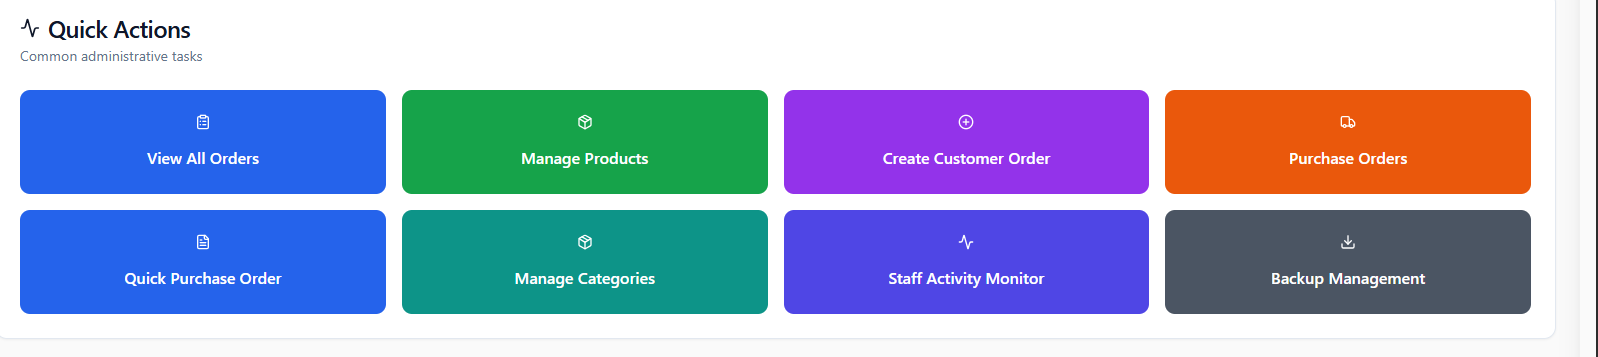 Quick Actions
Common administrative tasks
View All Orders
Manage Products
Create Customer Order
Purchase Orders
Quick Purchase Order
Manage Categories
Staff Activity Monitor
Backup Management